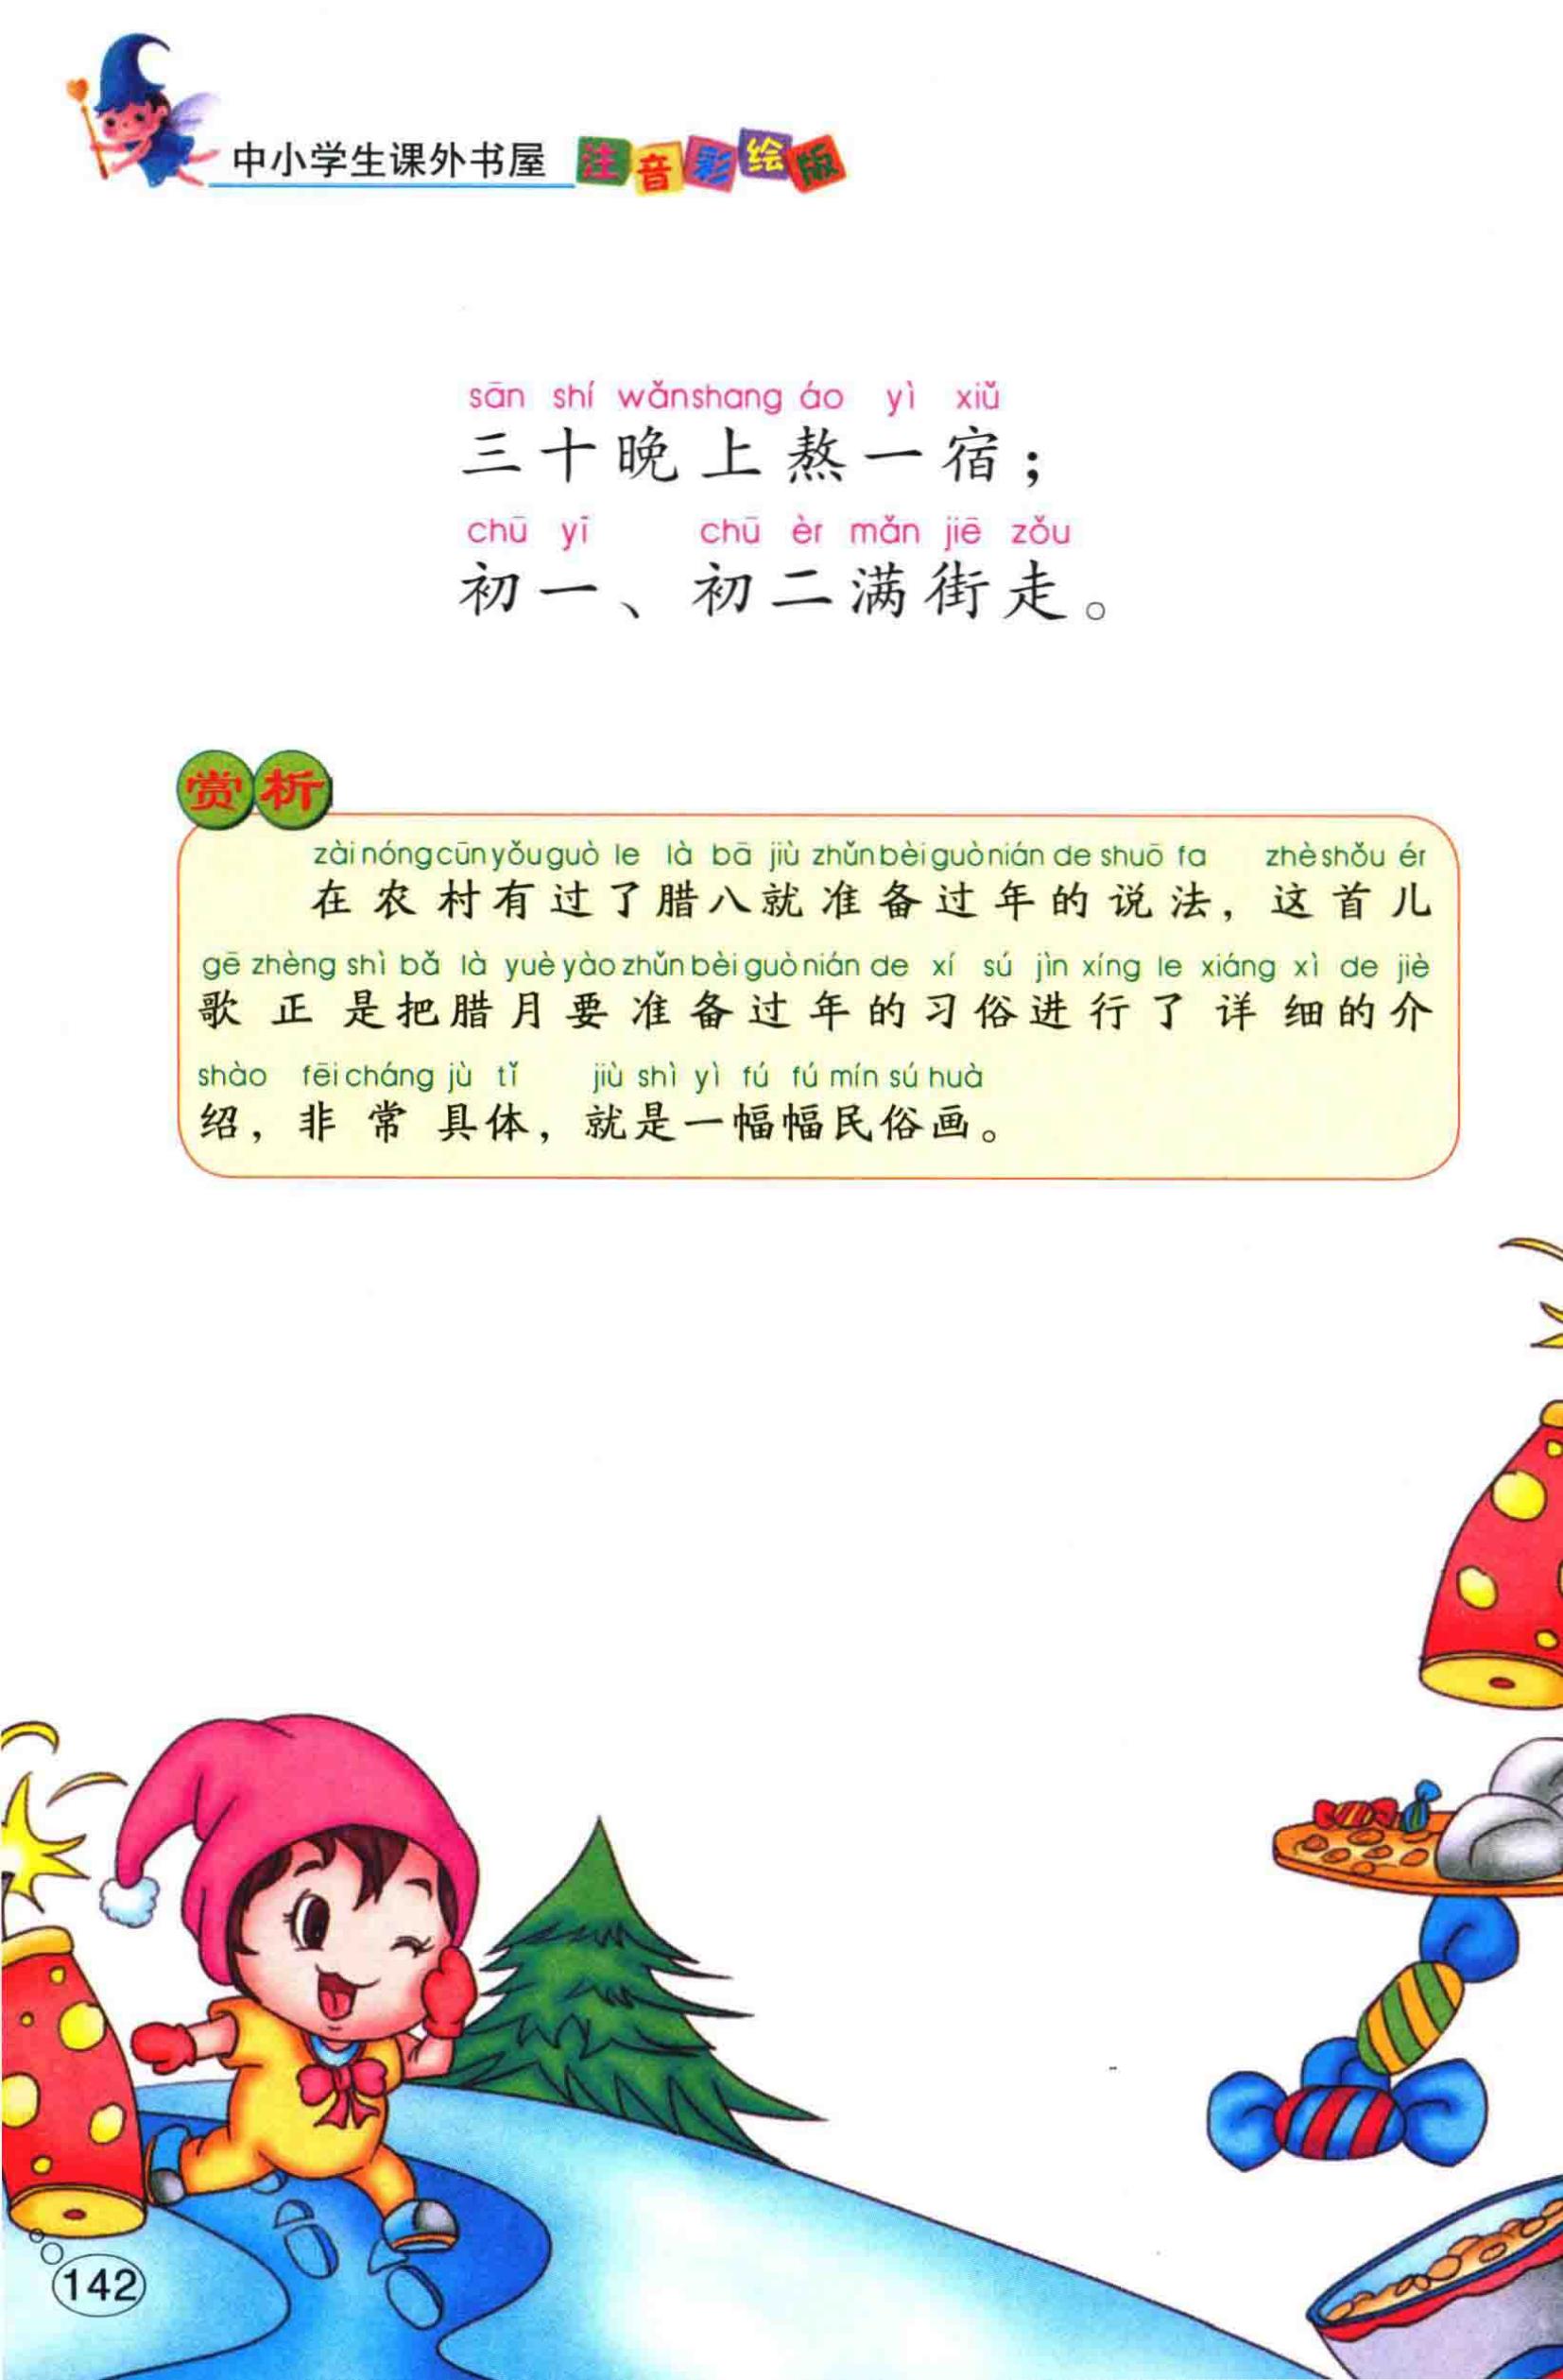 中小学生课外书屋 注音彩绘版
sān shí wǎnshang áo yì xiǔ
三十晚上熬一宿；
chū yī chū èr mǎn jiē zǒu
初一、初二满街走。
赏析
zài nóng cūn yǒu guò le là bā jiù zhǔn bèi guò nián de shuō fa zhè shǒu ér
在农村有过了腊八就准备过年的说法，这首儿
gē zhèng shì bǎ là yuè yào zhǔn bèi guò nián de xí sú jìn xíng le xiáng xì de jiè
歌正是把腊月要准备过年的习俗进行了详细的介
shào fēi cháng jù tǐ jiù shì yì fú fú mín sú huà
绍，非常具体，就是一幅幅民俗画。
142